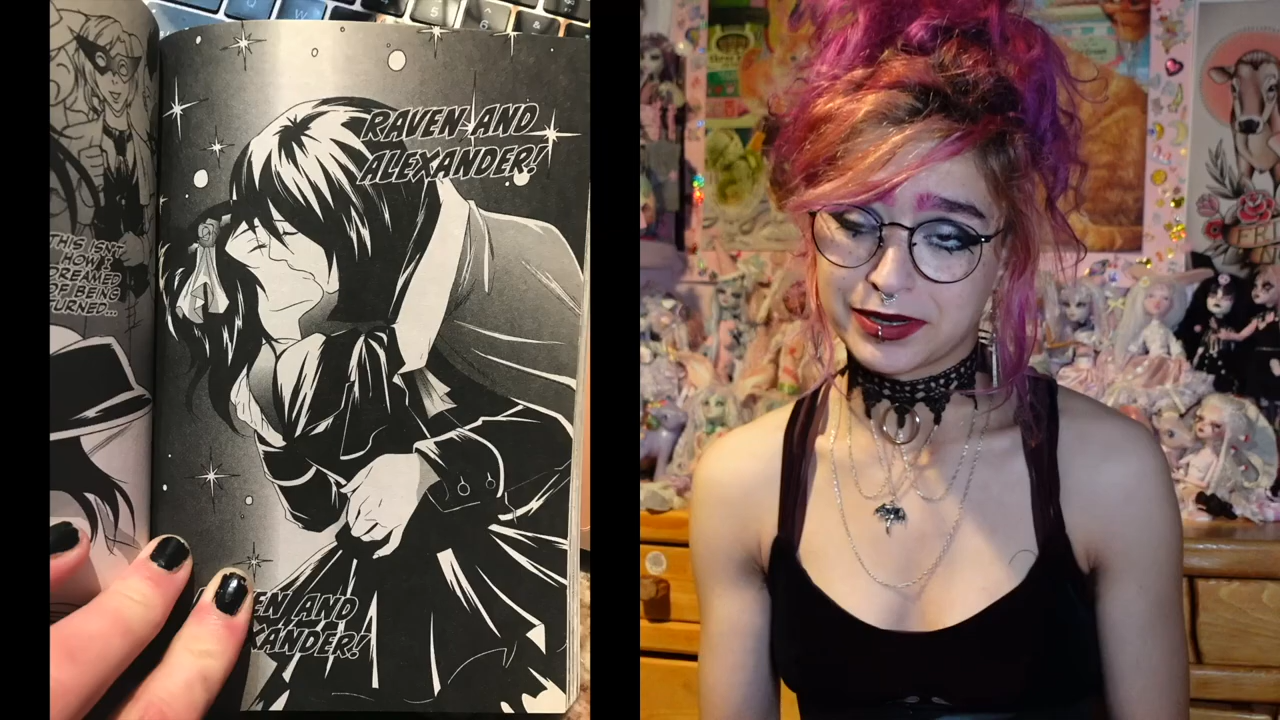 THIS ISN'T
HOW I
DREAMED
OF BEING
TURNED...
RAVEN AND
ALEXANDER!
EN AND
XANDER!